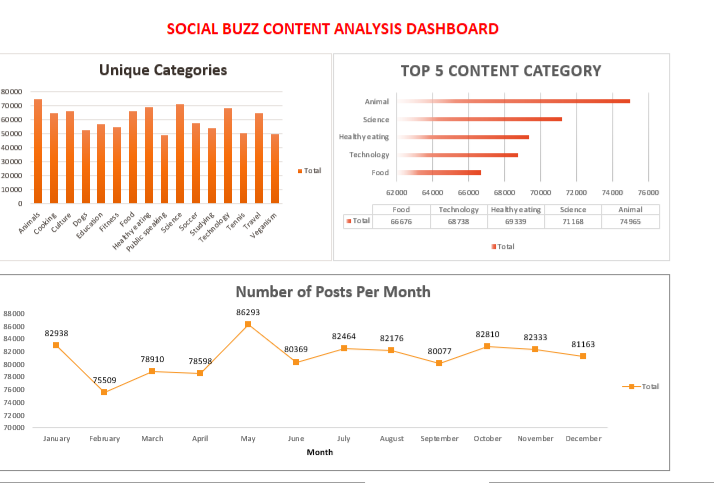 SOCIAL BUZZ CONTENT ANALYSIS DASHBOARD
Unique Categories
80000
70000
60000
50000
40000
30000
20000
10000
0
Animals
Cooking
Culture
Dogs
Education
Fitness
Food
Healthy eating
Public speaking
Science
Soccer
Studying
Technology
Tennis
Travel
Veganism
Total
TOP 5 CONTENT CATEGORY
Animal
Science
Healthy eating
Technology
Food
62000 64000 66000 68000 70000 72000 74000 76000
Food Technology Healthy eating Science Animal
Total 66676 68738 69339 71168 74965
Total
Number of Posts Per Month
88000
86000
84000
82000
80000
78000
76000
74000
72000
70000
82938 75509 78910 78598 86293 80369 82464 82176 80077 82810 82333 81163
January February March April May June July August September October November December
Month
Total